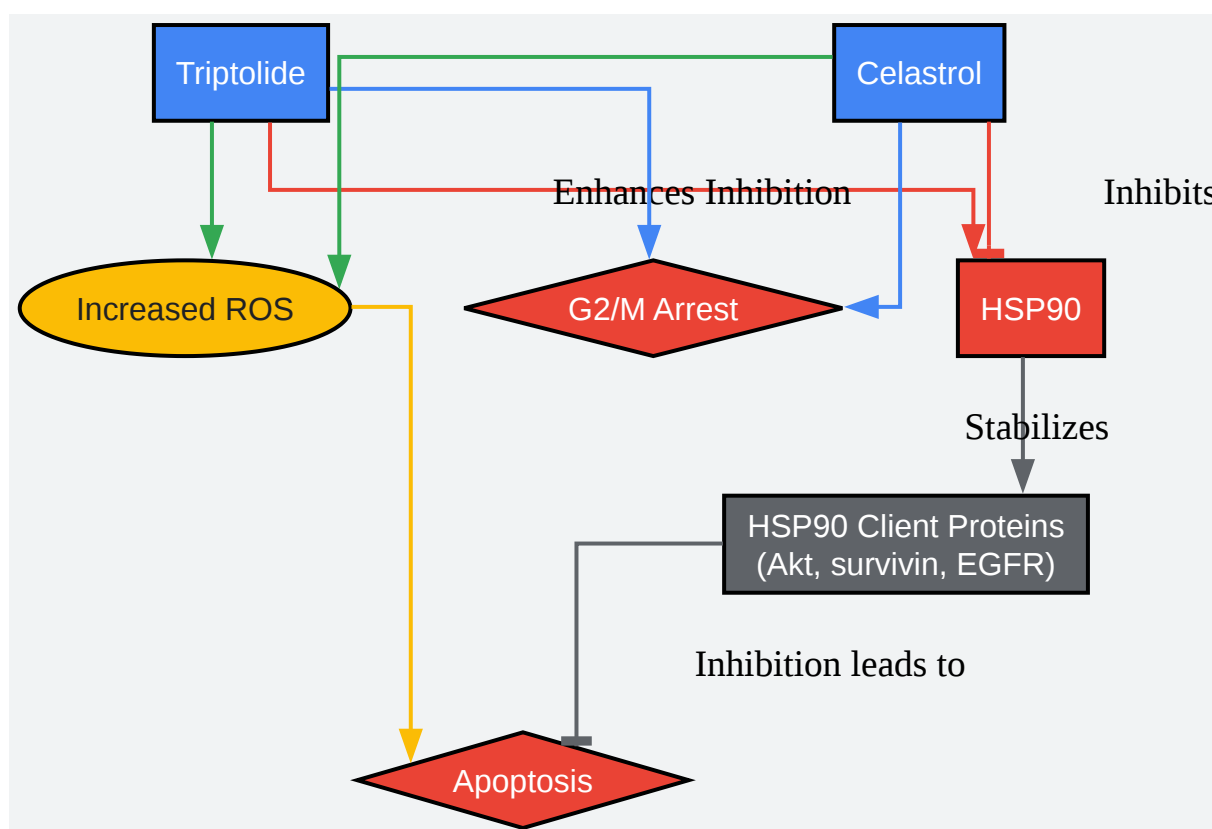 Triptolide
Celastrol
Enhances Inhibition
Inhibits
Increased ROS
G2/M Arrest
HSP90
Stabilizes
HSP90 Client Proteins
(Akt, survivin, EGFR)
Inhibition leads to
Apoptosis